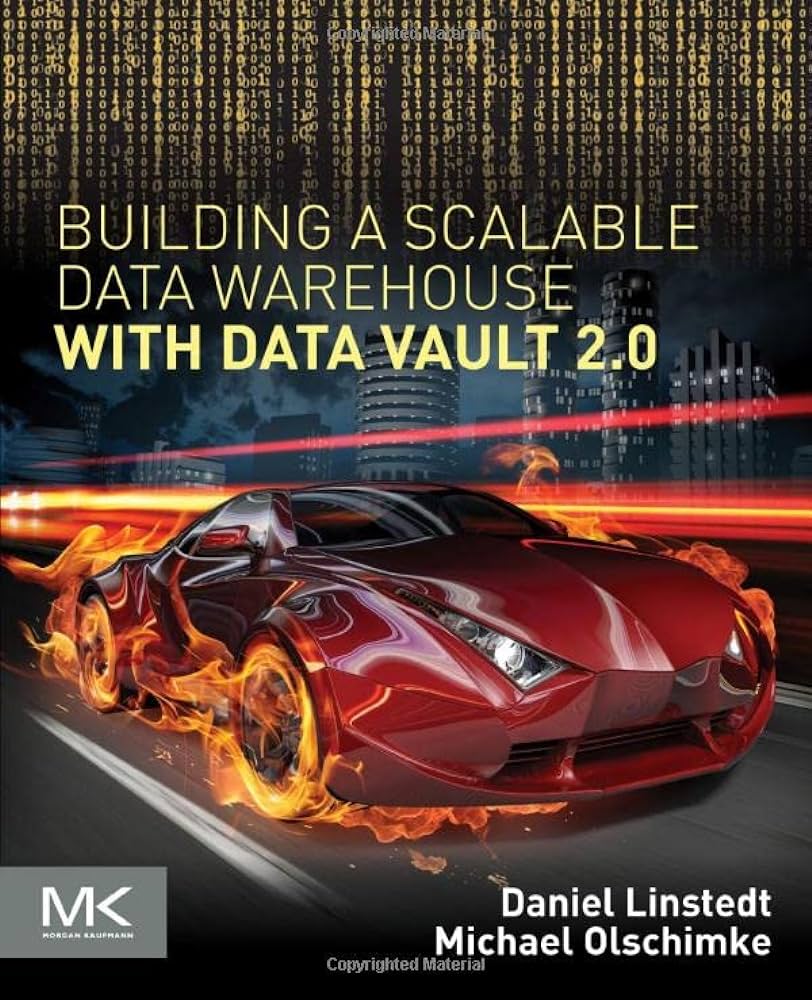 Copyrighted Material
BUILDING A SCALABLE
DATA WAREHOUSE
WITH DATA VAULT 2.0
MK
MORGAN KAUFMANN
Daniel Linstedt
Michael Olschimke
Copyrighted Material